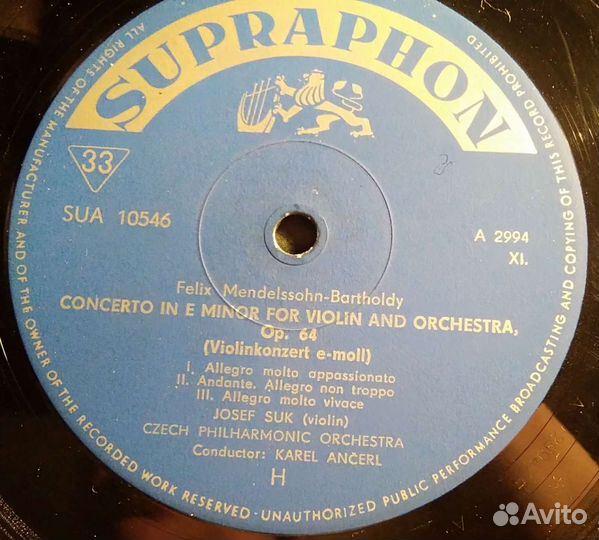 SUPRAPHON
ALL RIGHTS OF THE MANUFACTURER AND OF THE OWNER OF THE RECORDED WORK RESERVED - UNAUTHORIZED PUBLIC PERFORMANCE BROADCASTING AND COPYING OF THIS RECORD PROHIBITED
33
SUA 10546
A 2994
XI.
Felix Mendelssohn-Bartholdy
CONCERTO IN E MINOR FOR VIOLIN AND ORCHESTRA,
Op. 64
(Violinkonzert e-moll)
I. Allegro molto appassionato
II. Andante. Allegro non troppo
III. Allegro molto vivace
JOSEF SUK (violin)
CZECH PHILHARMONIC ORCHESTRA
Conductor: KAREL ANČERL
H
Avito